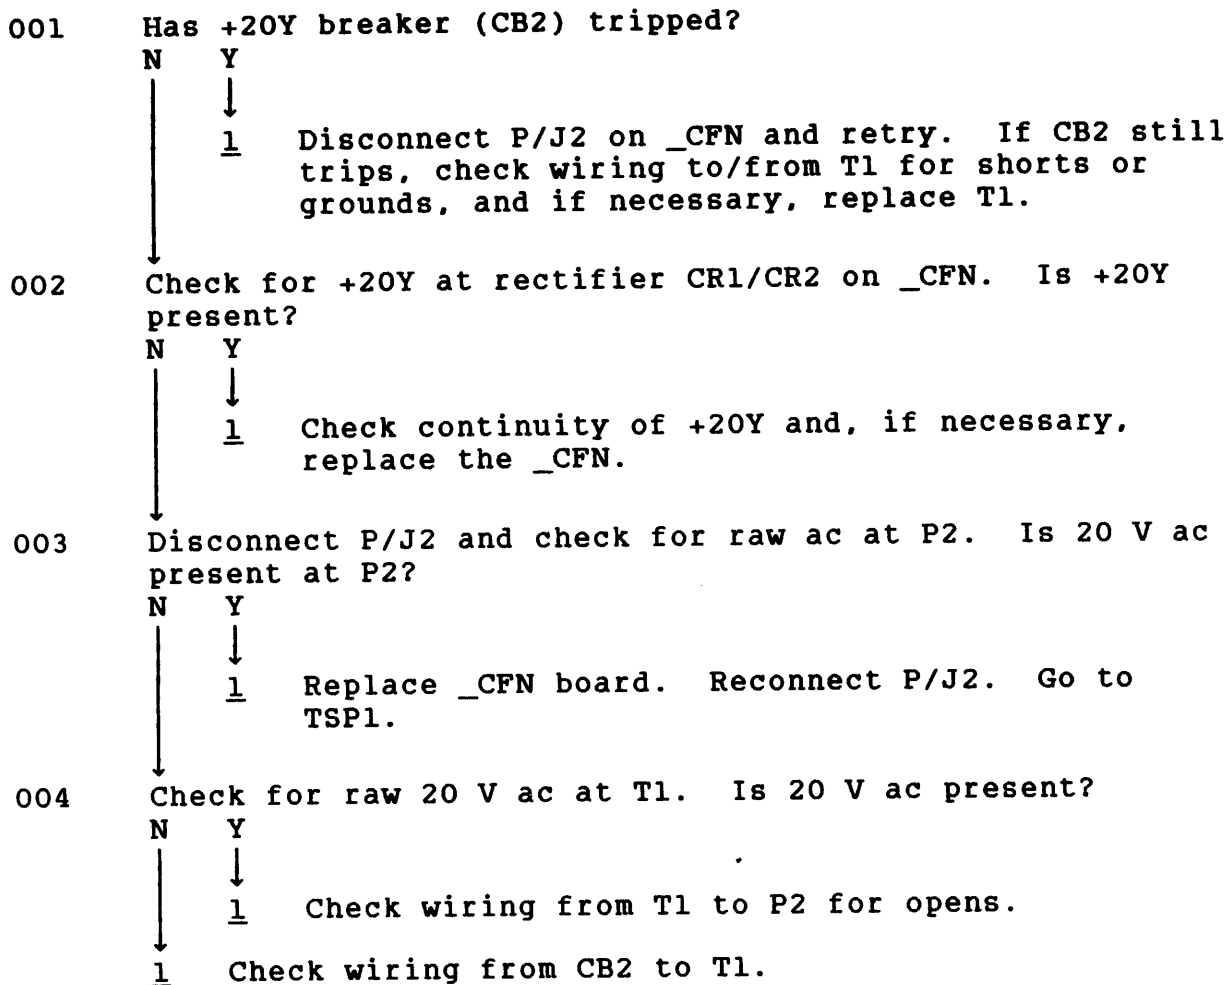 001 Has +20Y breaker (CB2) tripped?
N Y
1 Disconnect P/J2 on _CFN and retry. If CB2 still
trips, check wiring to/from T1 for shorts or
grounds, and if necessary, replace T1.
002 Check for +20Y at rectifier CR1/CR2 on _CFN. Is +20Y
present?
N Y
1 Check continuity of +20Y and, if necessary,
replace the _CFN.
003 Disconnect P/J2 and check for raw ac at P2. Is 20 V ac
present at P2?
N Y
1 Replace _CFN board. Reconnect P/J2. Go to
TSP1.
004 Check for raw 20 V ac at T1. Is 20 V ac present?
N Y
1 Check wiring from T1 to P2 for opens.
1 Check wiring from CB2 to T1.